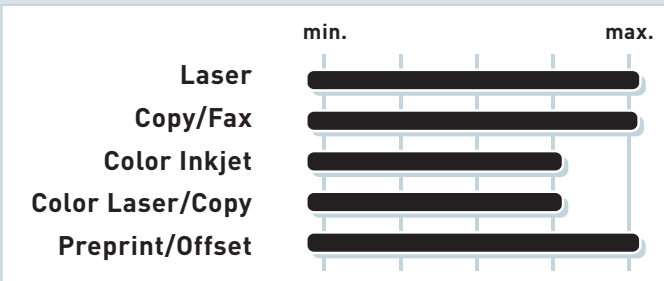 min. max.
Laser
Copy/Fax
Color Inkjet
Color Laser/Copy
Preprint/Offset